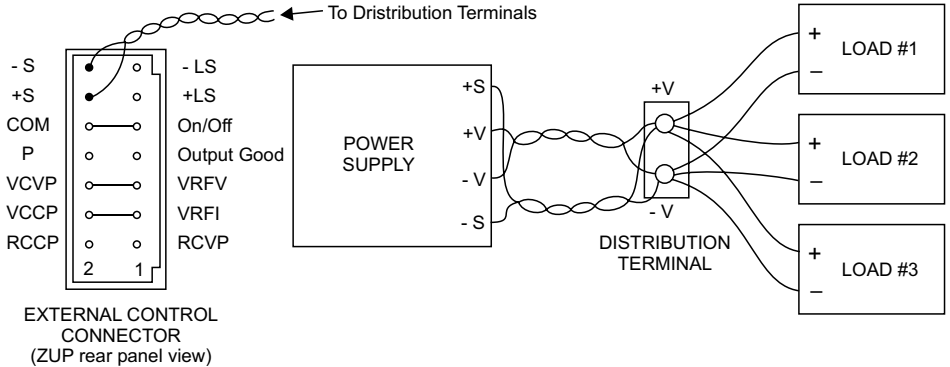 To Dristribution Terminals
- S
- LS
+S
+LS
COM
On/Off
P
Output Good
VCVP
VRFV
VCCP
VRFI
RCCP
RCVP
2
1
EXTERNAL CONTROL
CONNECTOR
(ZUP rear panel view)
POWER
SUPPLY
+S
+V
- V
- S
+V
- V
DISTRIBUTION
TERMINAL
+
LOAD #1
–
+
LOAD #2
–
+
LOAD #3
–